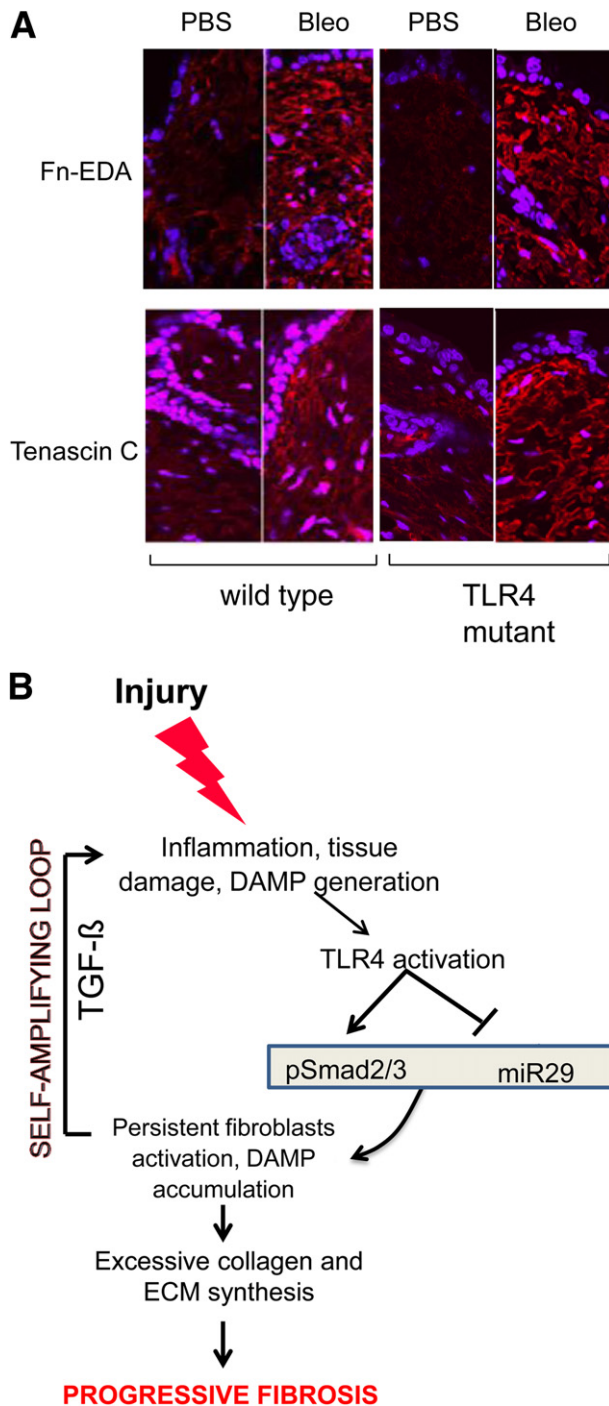 A
PBS Bleo PBS Bleo
Fn-EDA
Tenascin C
wild type
TLR4
mutant
B
Injury
Inflammation, tissue
damage, DAMP generation
SELF-AMPLIFYING LOOP
TGF-ß
TLR4 activation
pSmad2/3 miR29
Persistent fibroblasts
activation, DAMP
accumulation
Excessive collagen and
ECM synthesis
PROGRESSIVE FIBROSIS